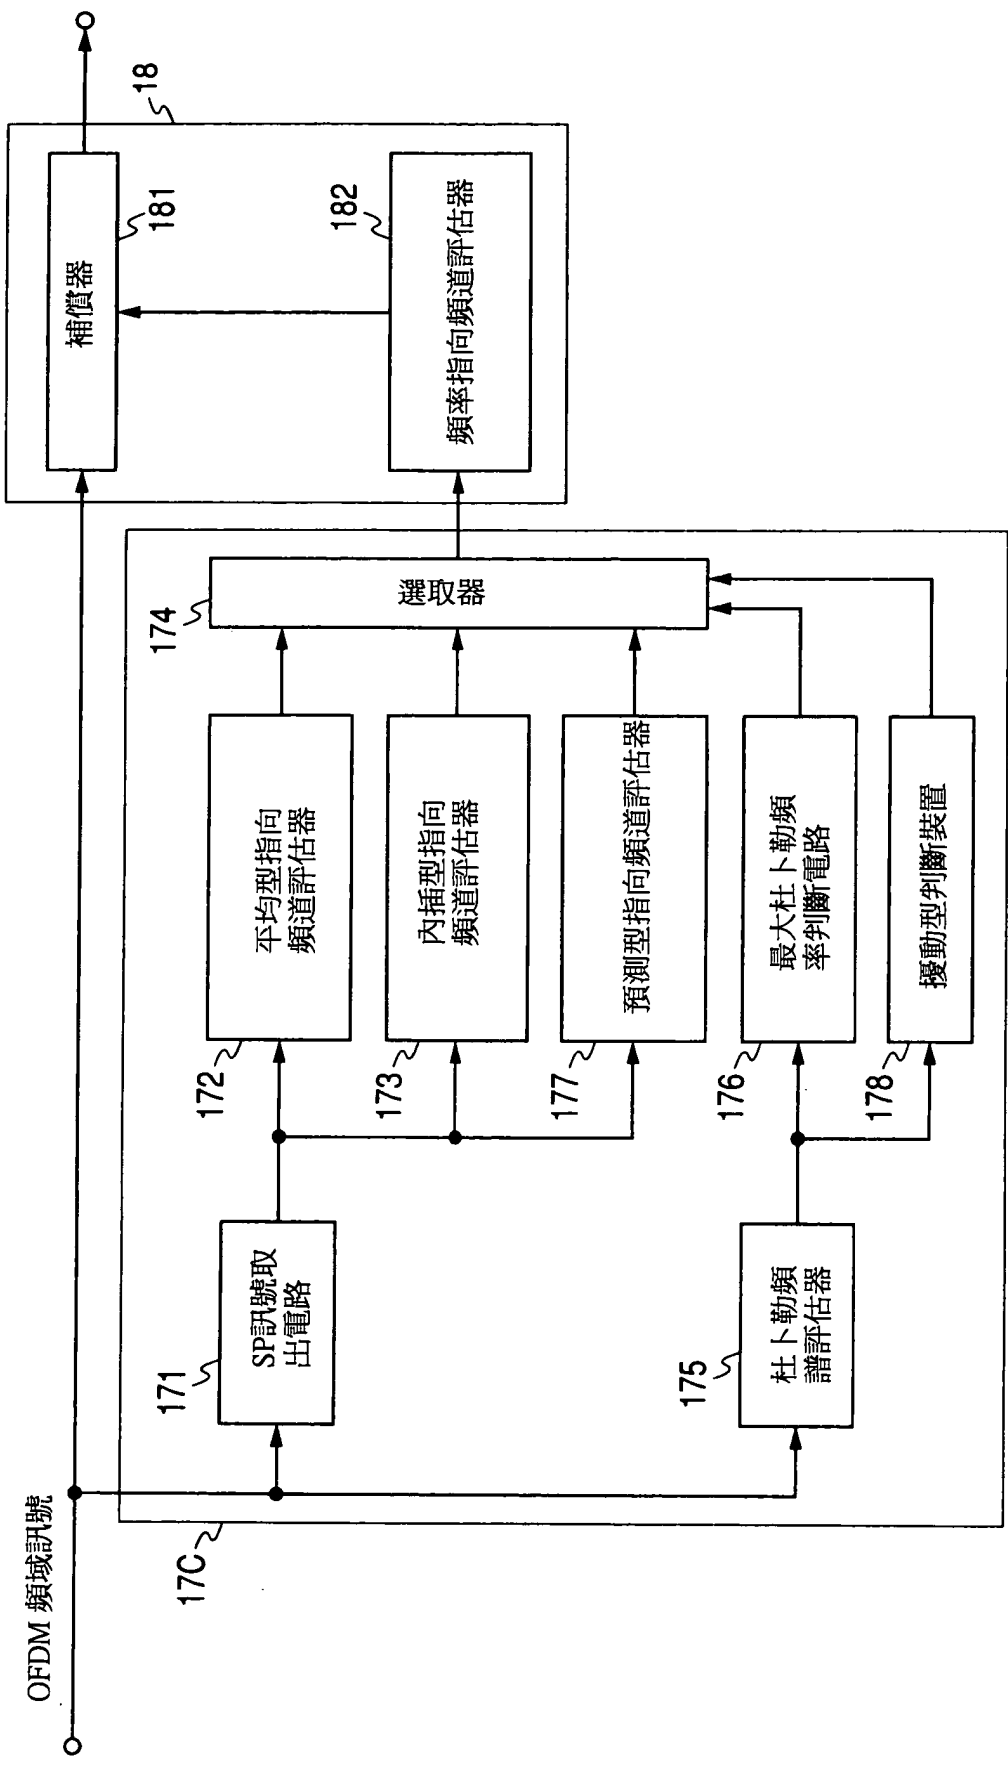 OFDM 頻域訊號
17C
171
SP訊號取
出電路
172
平均型指向
頻道評估器
173
內插型指向
頻道評估器
177
預測型指向頻道評估器
175
杜卜勒頻
譜評估器
176
最大杜卜勒頻
率判斷電路
178
擾動型判斷裝置
174
選取器
18
補償器
181
182
頻率指向頻道評估器